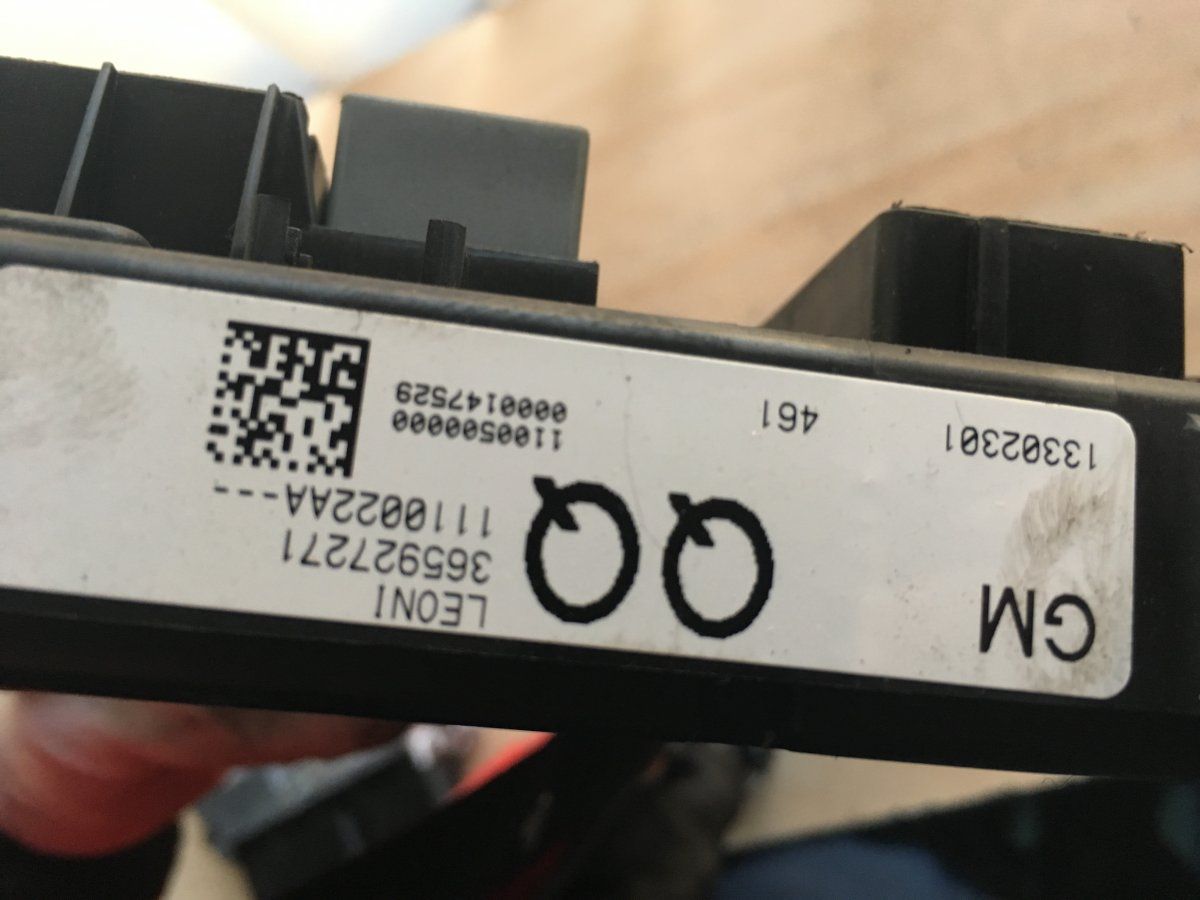 GM
QQ
LEONI
365927271
1110022AA---
13302301
461
1100500000
0000147529